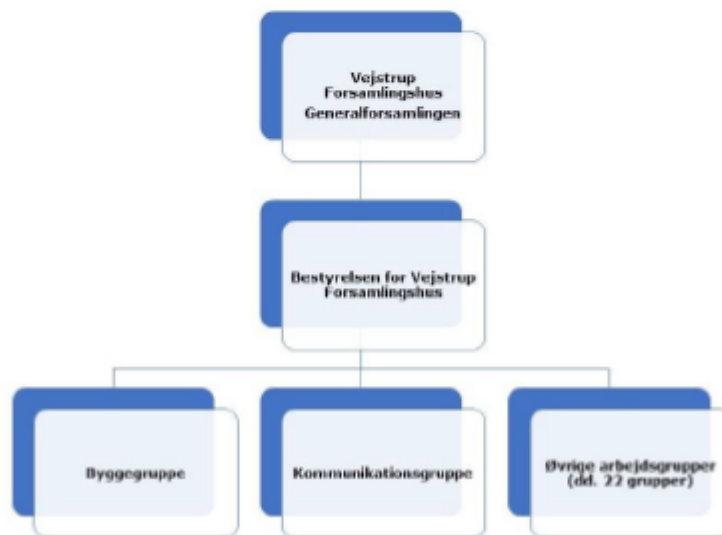 Vejstrup
Forsamlingshus
Generalforsamlingen
Bestyrelsen for Vejstrup
Forsamlingshus
Byggegruppe
Kommunikationsgruppe
Øvrige arbejdsgrupper
(dd. 22 grupper)